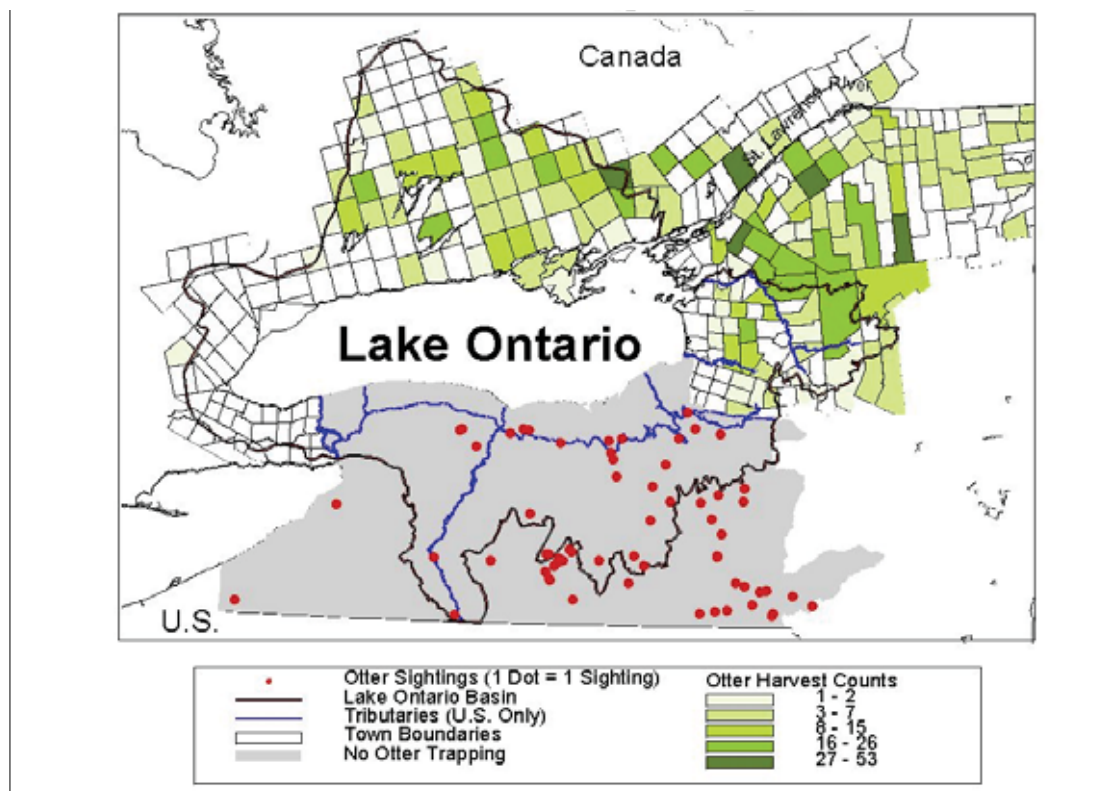 Canada
St. Lawrence River
Lake Ontario
U.S.
Otter Sightings (1 Dot = 1 Sighting)
Lake Ontario Basin
Tributaries (U.S. Only)
Town Boundaries
No Otter Trapping
Otter Harvest Counts
1 - 2
3 - 7
8 - 15
16 - 26
27 - 53